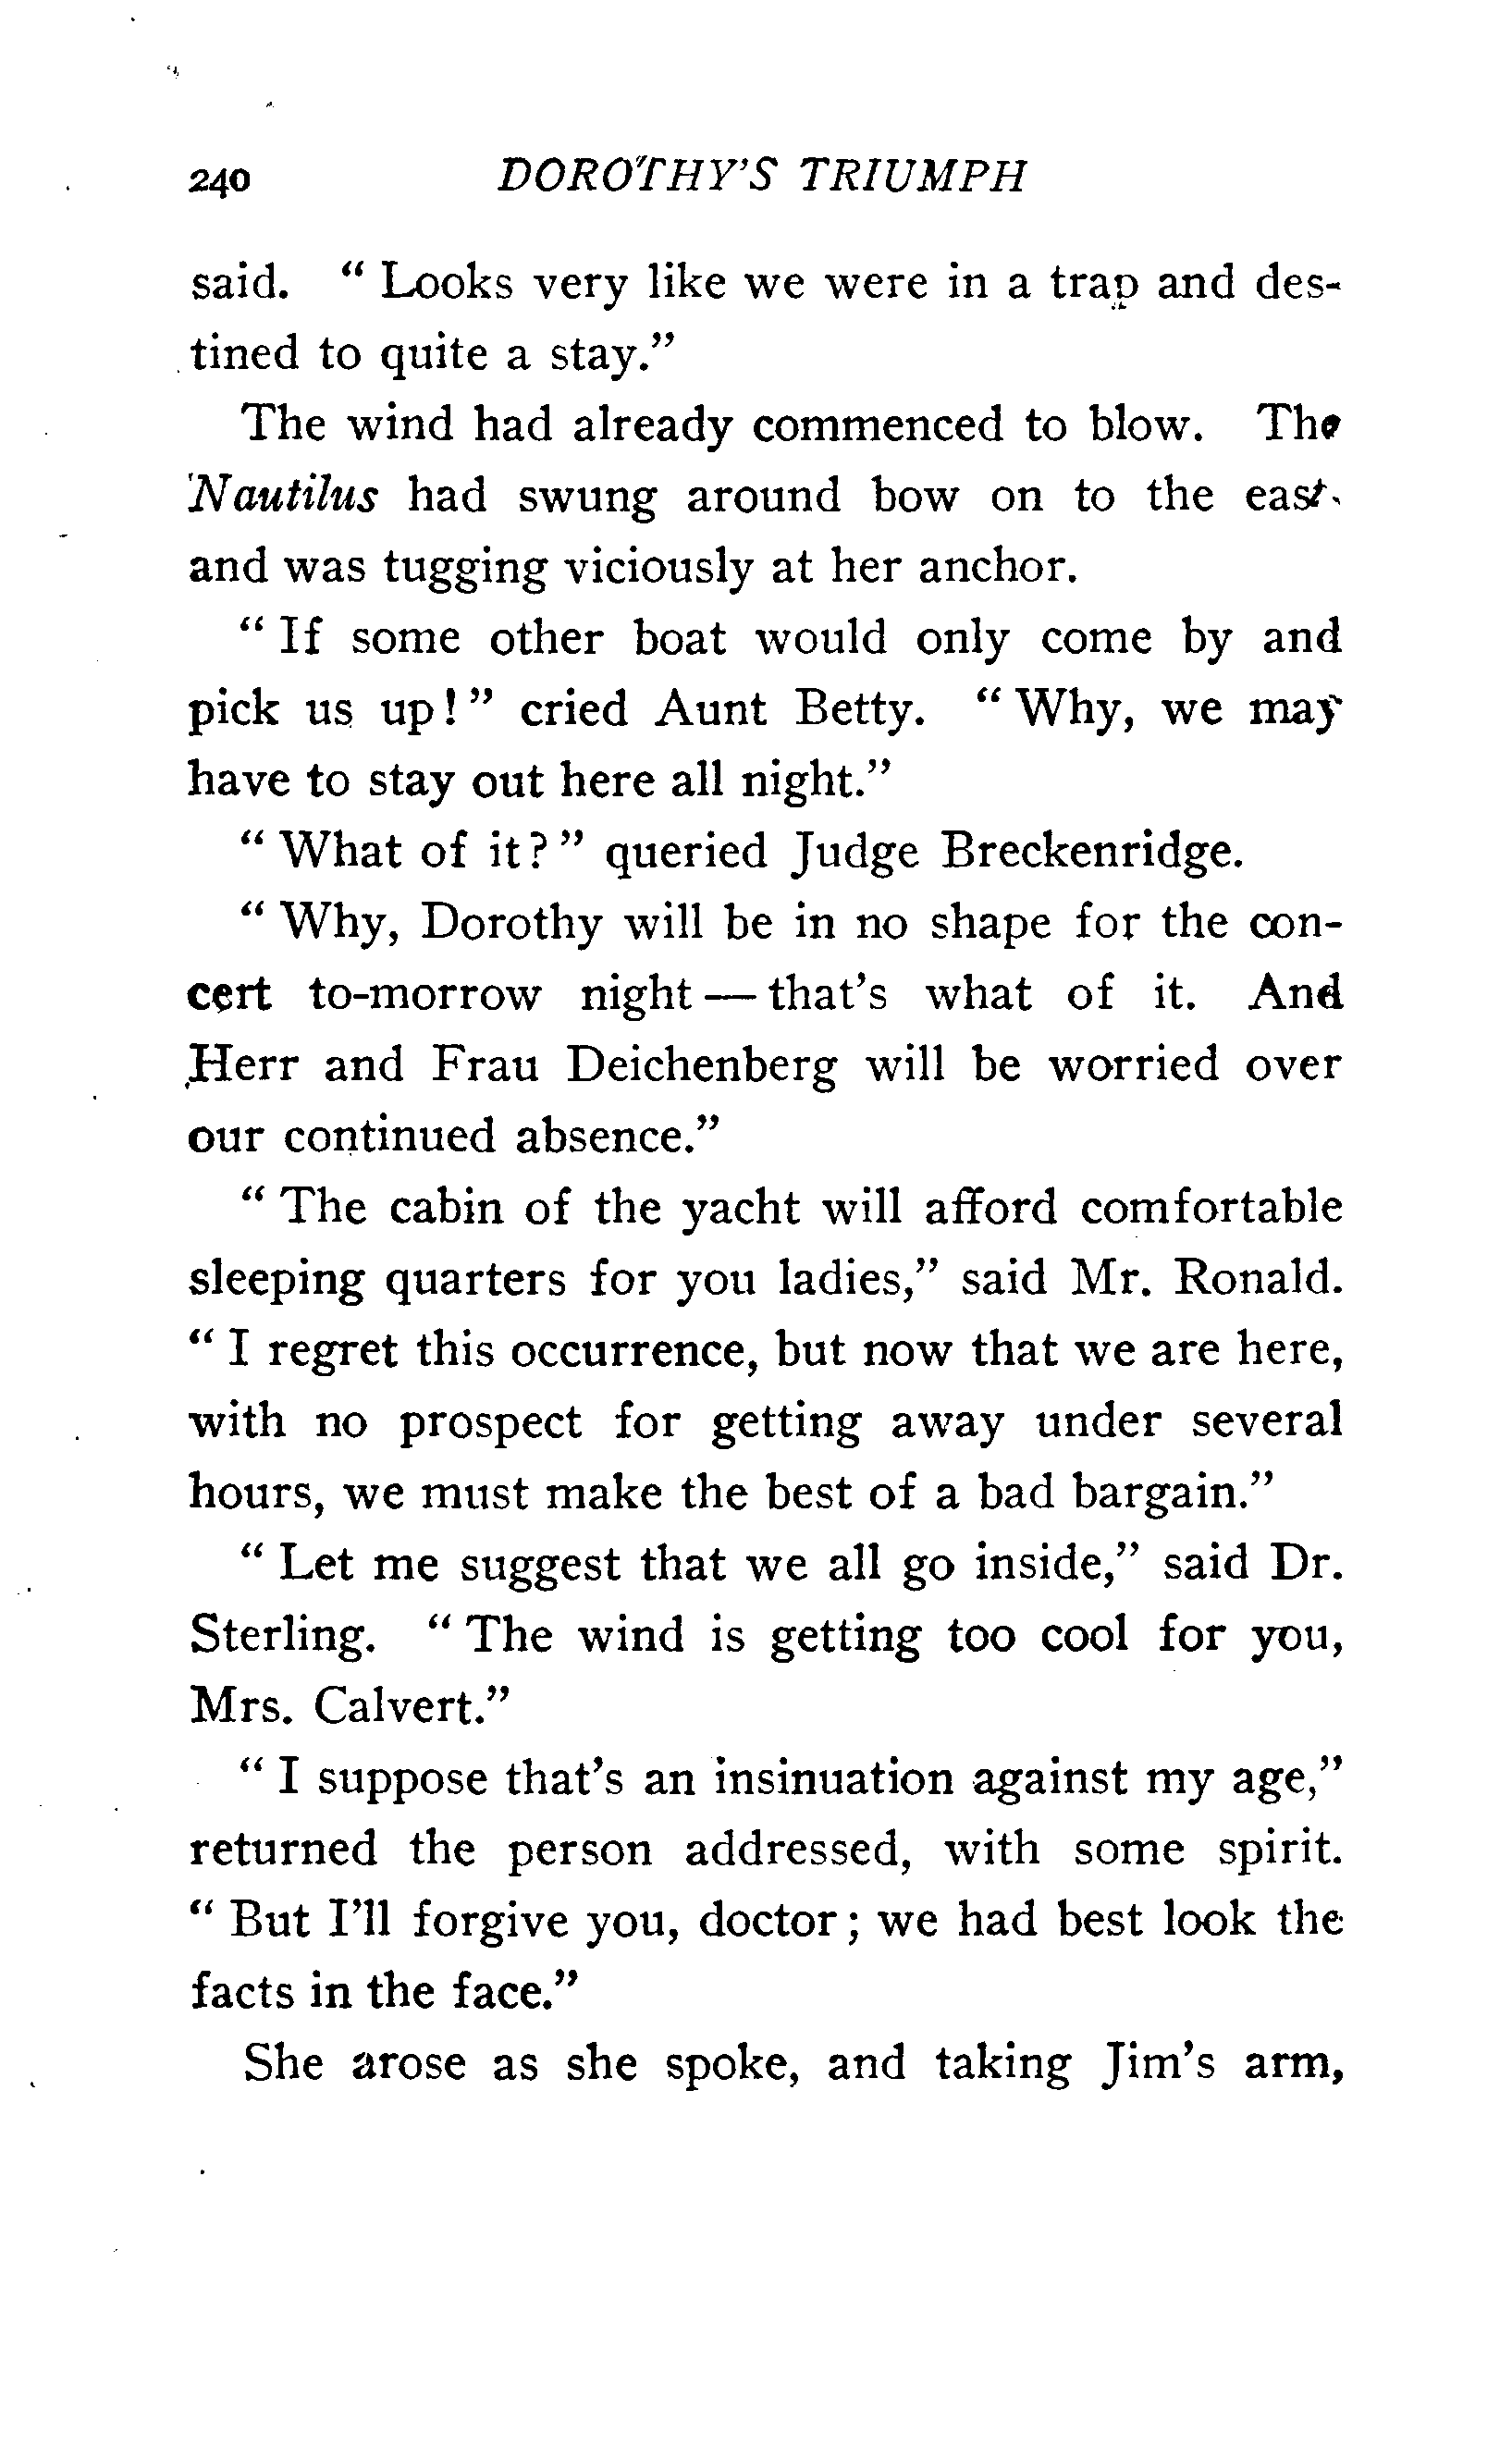 240 DOROTHY'S TRIUMPH
said. " Looks very like we were in a trap and des-
tined to quite a stay."
The wind had already commenced to blow. The
Nautilus had swung around bow on to the east,
and was tugging viciously at her anchor.
" If some other boat would only come by and
pick us up! " cried Aunt Betty. " Why, we may
have to stay out here all night."
" What of it? " queried Judge Breckenridge.
" Why, Dorothy will be in no shape for the con-
cert to-morrow night — that's what of it. And
Herr and Frau Deichenberg will be worried over
our continued absence."
" The cabin of the yacht will afford comfortable
sleeping quarters for you ladies," said Mr. Ronald.
" I regret this occurrence, but now that we are here,
with no prospect for getting away under several
hours, we must make the best of a bad bargain."
" Let me suggest that we all go inside," said Dr.
Sterling. " The wind is getting too cool for you,
Mrs. Calvert."
" I suppose that's an insinuation against my age,"
returned the person addressed, with some spirit.
" But I'll forgive you, doctor; we had best look the
facts in the face."
She arose as she spoke, and taking Jim's arm,